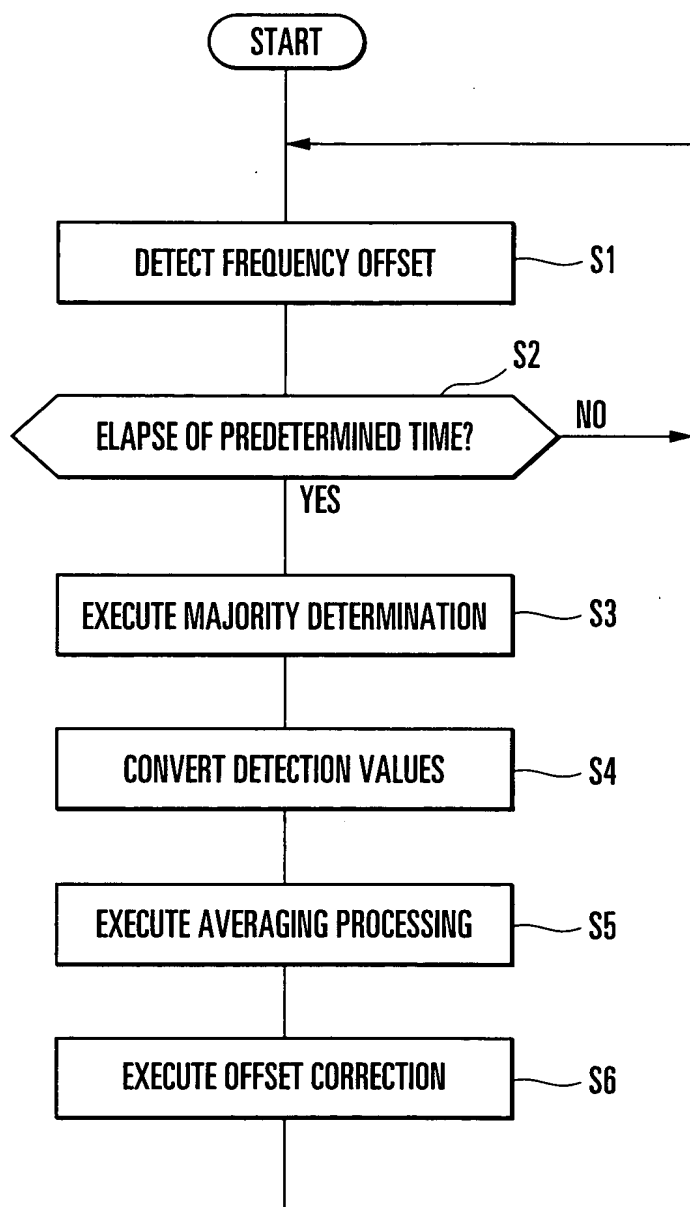 START
DETECT FREQUENCY OFFSET
S1
S2
ELAPSE OF PREDETERMINED TIME?
NO
YES
EXECUTE MAJORITY DETERMINATION
S3
CONVERT DETECTION VALUES
S4
EXECUTE AVERAGING PROCESSING
S5
EXECUTE OFFSET CORRECTION
S6